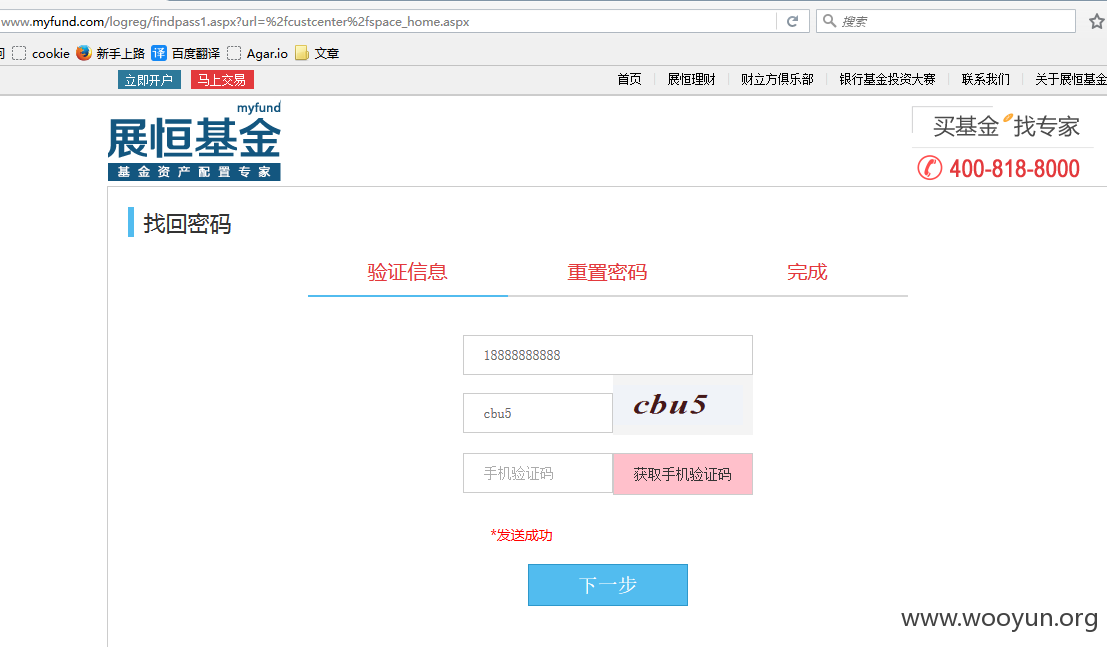 www.myfund.com/logreg/findpass1.aspx?url=%2fcustcenter%2fspace_home.aspx
搜索
cookie 新手上路 译 百度翻译 Agar.io 文章
立即开户 马上交易 首页 展恒理财 财立方俱乐部 银行基金投资大赛 联系我们 关于展恒基金
myfund
展恒基金
基金资产配置专家
买基金 找专家
400-818-8000
找回密码
验证信息 重置密码 完成
18888888888
cbu5 cbu5
手机验证码 获取手机验证码
*发送成功
下一步
www.wooyun.org